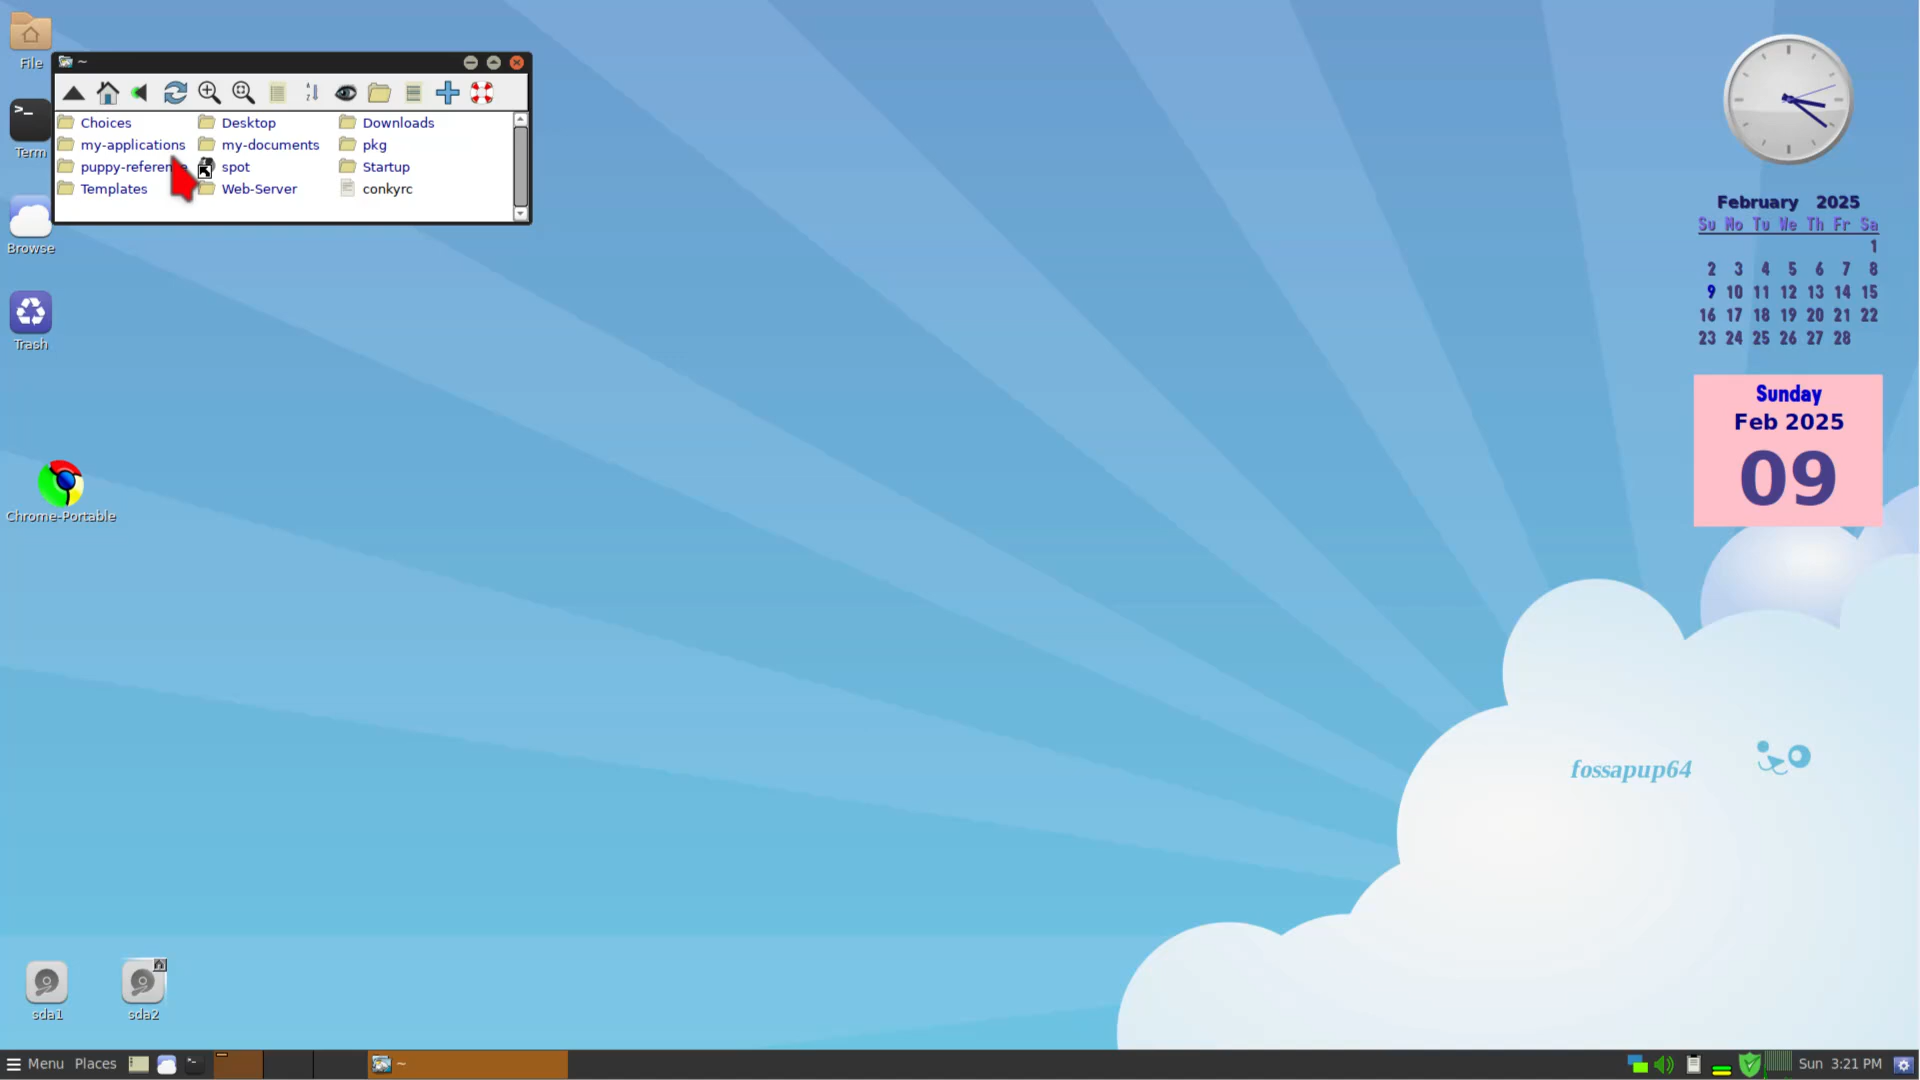 File
~
Choices
Desktop
Downloads
my-applications
my-documents
pkg
puppy-referen
spot
Startup
Templates
Web-Server
conkyrc
>_
Term
Browse
Trash
Chrome-Portable
sda1
sda2
February 2025
Su Mo Tu We Th Fr Sa
1
2 3 4 5 6 7 8
9 10 11 12 13 14 15
16 17 18 19 20 21 22
23 24 25 26 27 28
Sunday
Feb 2025
09
fossapup64
Menu Places
~
Sun 3:21 PM